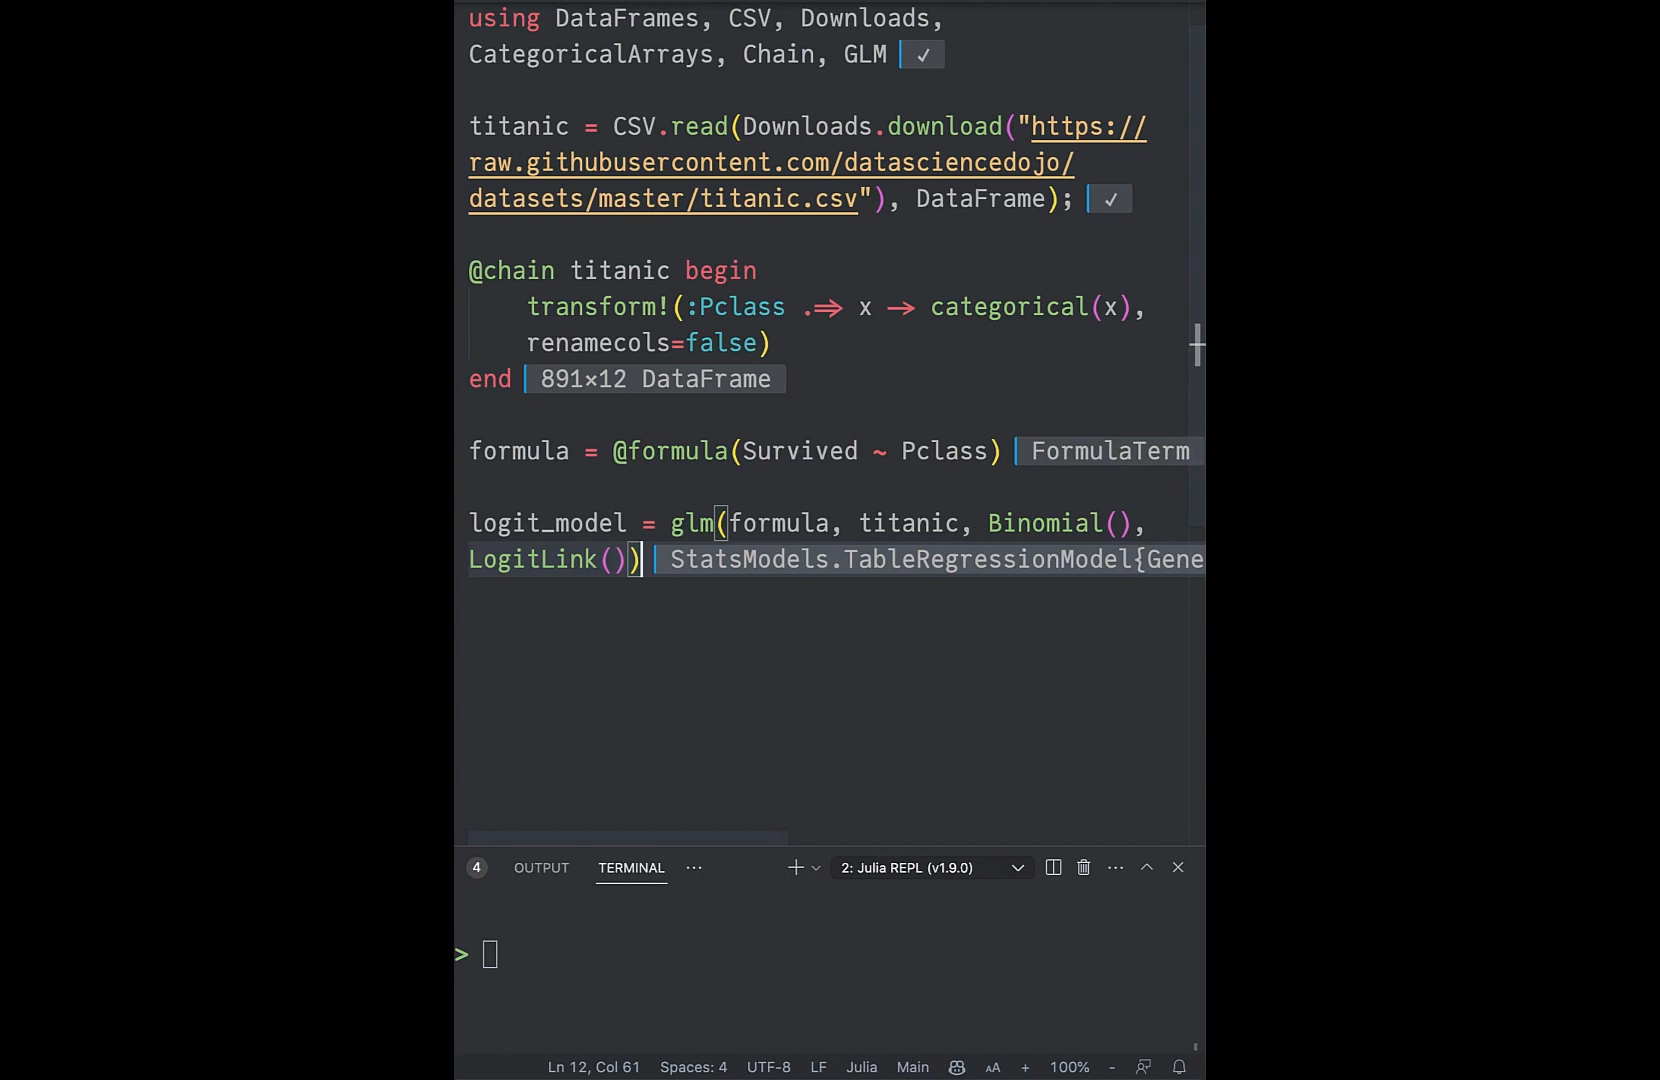 using DataFrames, CSV, Downloads,
CategoricalArrays, Chain, GLM ✓
titanic = CSV.read(Downloads.download("https://
raw.githubusercontent.com/datasciencedojo/
datasets/master/titanic.csv"), DataFrame); ✓
@chain titanic begin
transform!(:Pclass .=> x -> categorical(x),
renamecols=false)
end 891×12 DataFrame
formula = @formula(Survived ~ Pclass) FormulaTerm
logit_model = glm(formula, titanic, Binomial(),
LogitLink()) StatsModels.TableRegressionModel{Gene
4 OUTPUT TERMINAL ··· + 2: Julia REPL (v1.9.0) ···
>
Ln 12, Col 61 Spaces: 4 UTF-8 LF Julia Main AA + 100% -